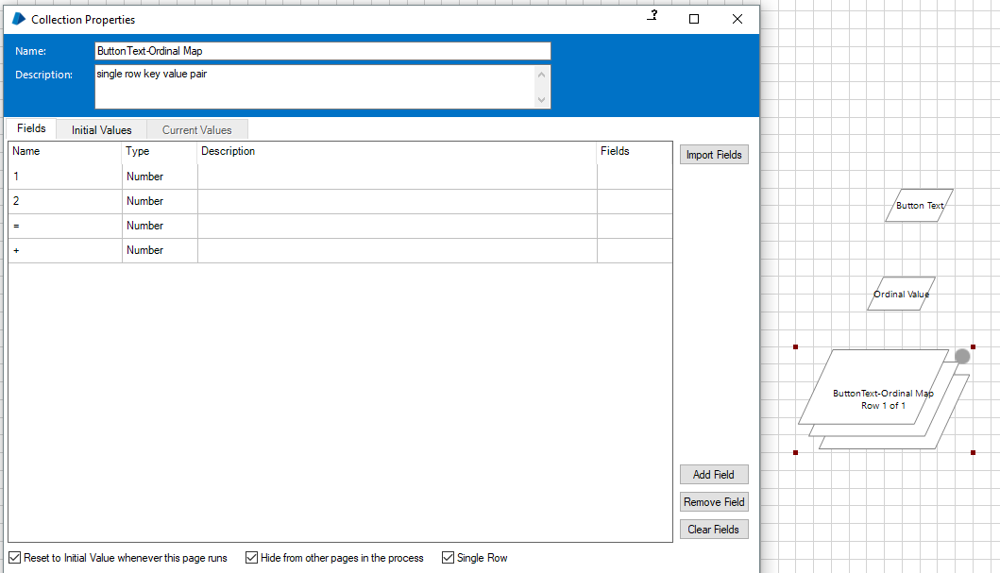 Collection Properties
Name:
ButtonText-Ordinal Map
Description:
single row key value pair
Fields
Initial Values
Current Values
Name Type Description Fields
1 Number
2 Number
= Number
+ Number
Import Fields
Add Field
Remove Field
Clear Fields
Reset to Initial Value whenever this page runs
Hide from other pages in the process
Single Row
Button Text
Ordinal Value
ButtonText-Ordinal Map
Row 1 of 1